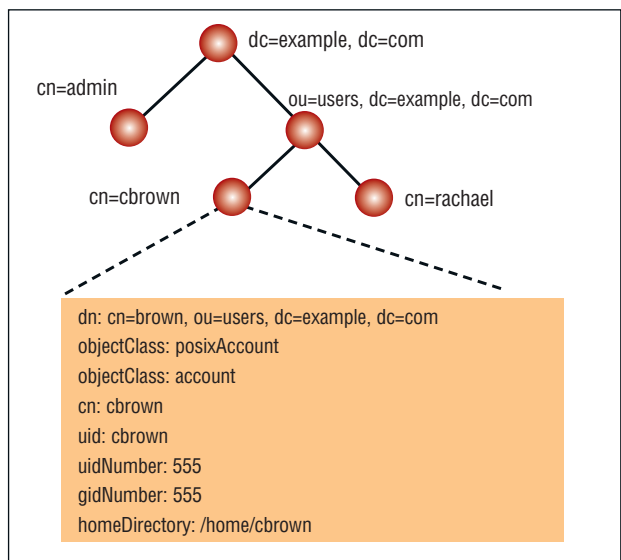 dc=example, dc=com
cn=admin
ou=users, dc=example, dc=com
cn=cbrown
cn=rachael
dn: cn=brown, ou=users, dc=example, dc=com
objectClass: posixAccount
objectClass: account
cn: cbrown
uid: cbrown
uidNumber: 555
gidNumber: 555
homeDirectory: /home/cbrown